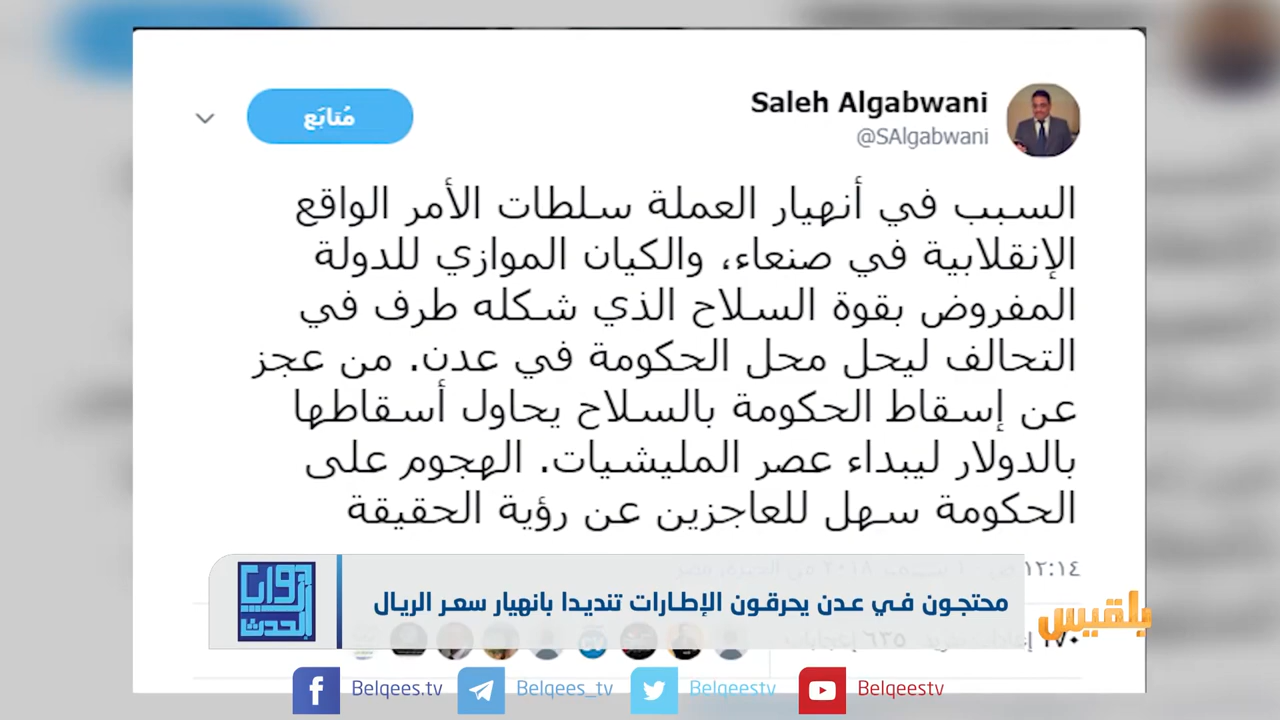 Saleh Algabwani
@SAlgabwani
مُتابَع
السبب في أنهيار العملة سلطات الأمر الواقع
الإنقلابية في صنعاء، والكيان الموازي للدولة
المفروض بقوة السلاح الذي شكله طرف في
التحالف ليحل محل الحكومة في عدن. من عجز
عن إسقاط الحكومة بالسلاح يحاول أسقاطها
بالدولار ليبداء عصر المليشيات. الهجوم على
الحكومة سهل للعاجزين عن رؤية الحقيقة
١٢:١٤
محتجون في عدن يحرقون الإطارات تنديدا بانهيار سعر الريال
الحدث
بلقيس
١٧٠
Belqees.tv
Belqees_tv
Belqeestv
Belqeestv